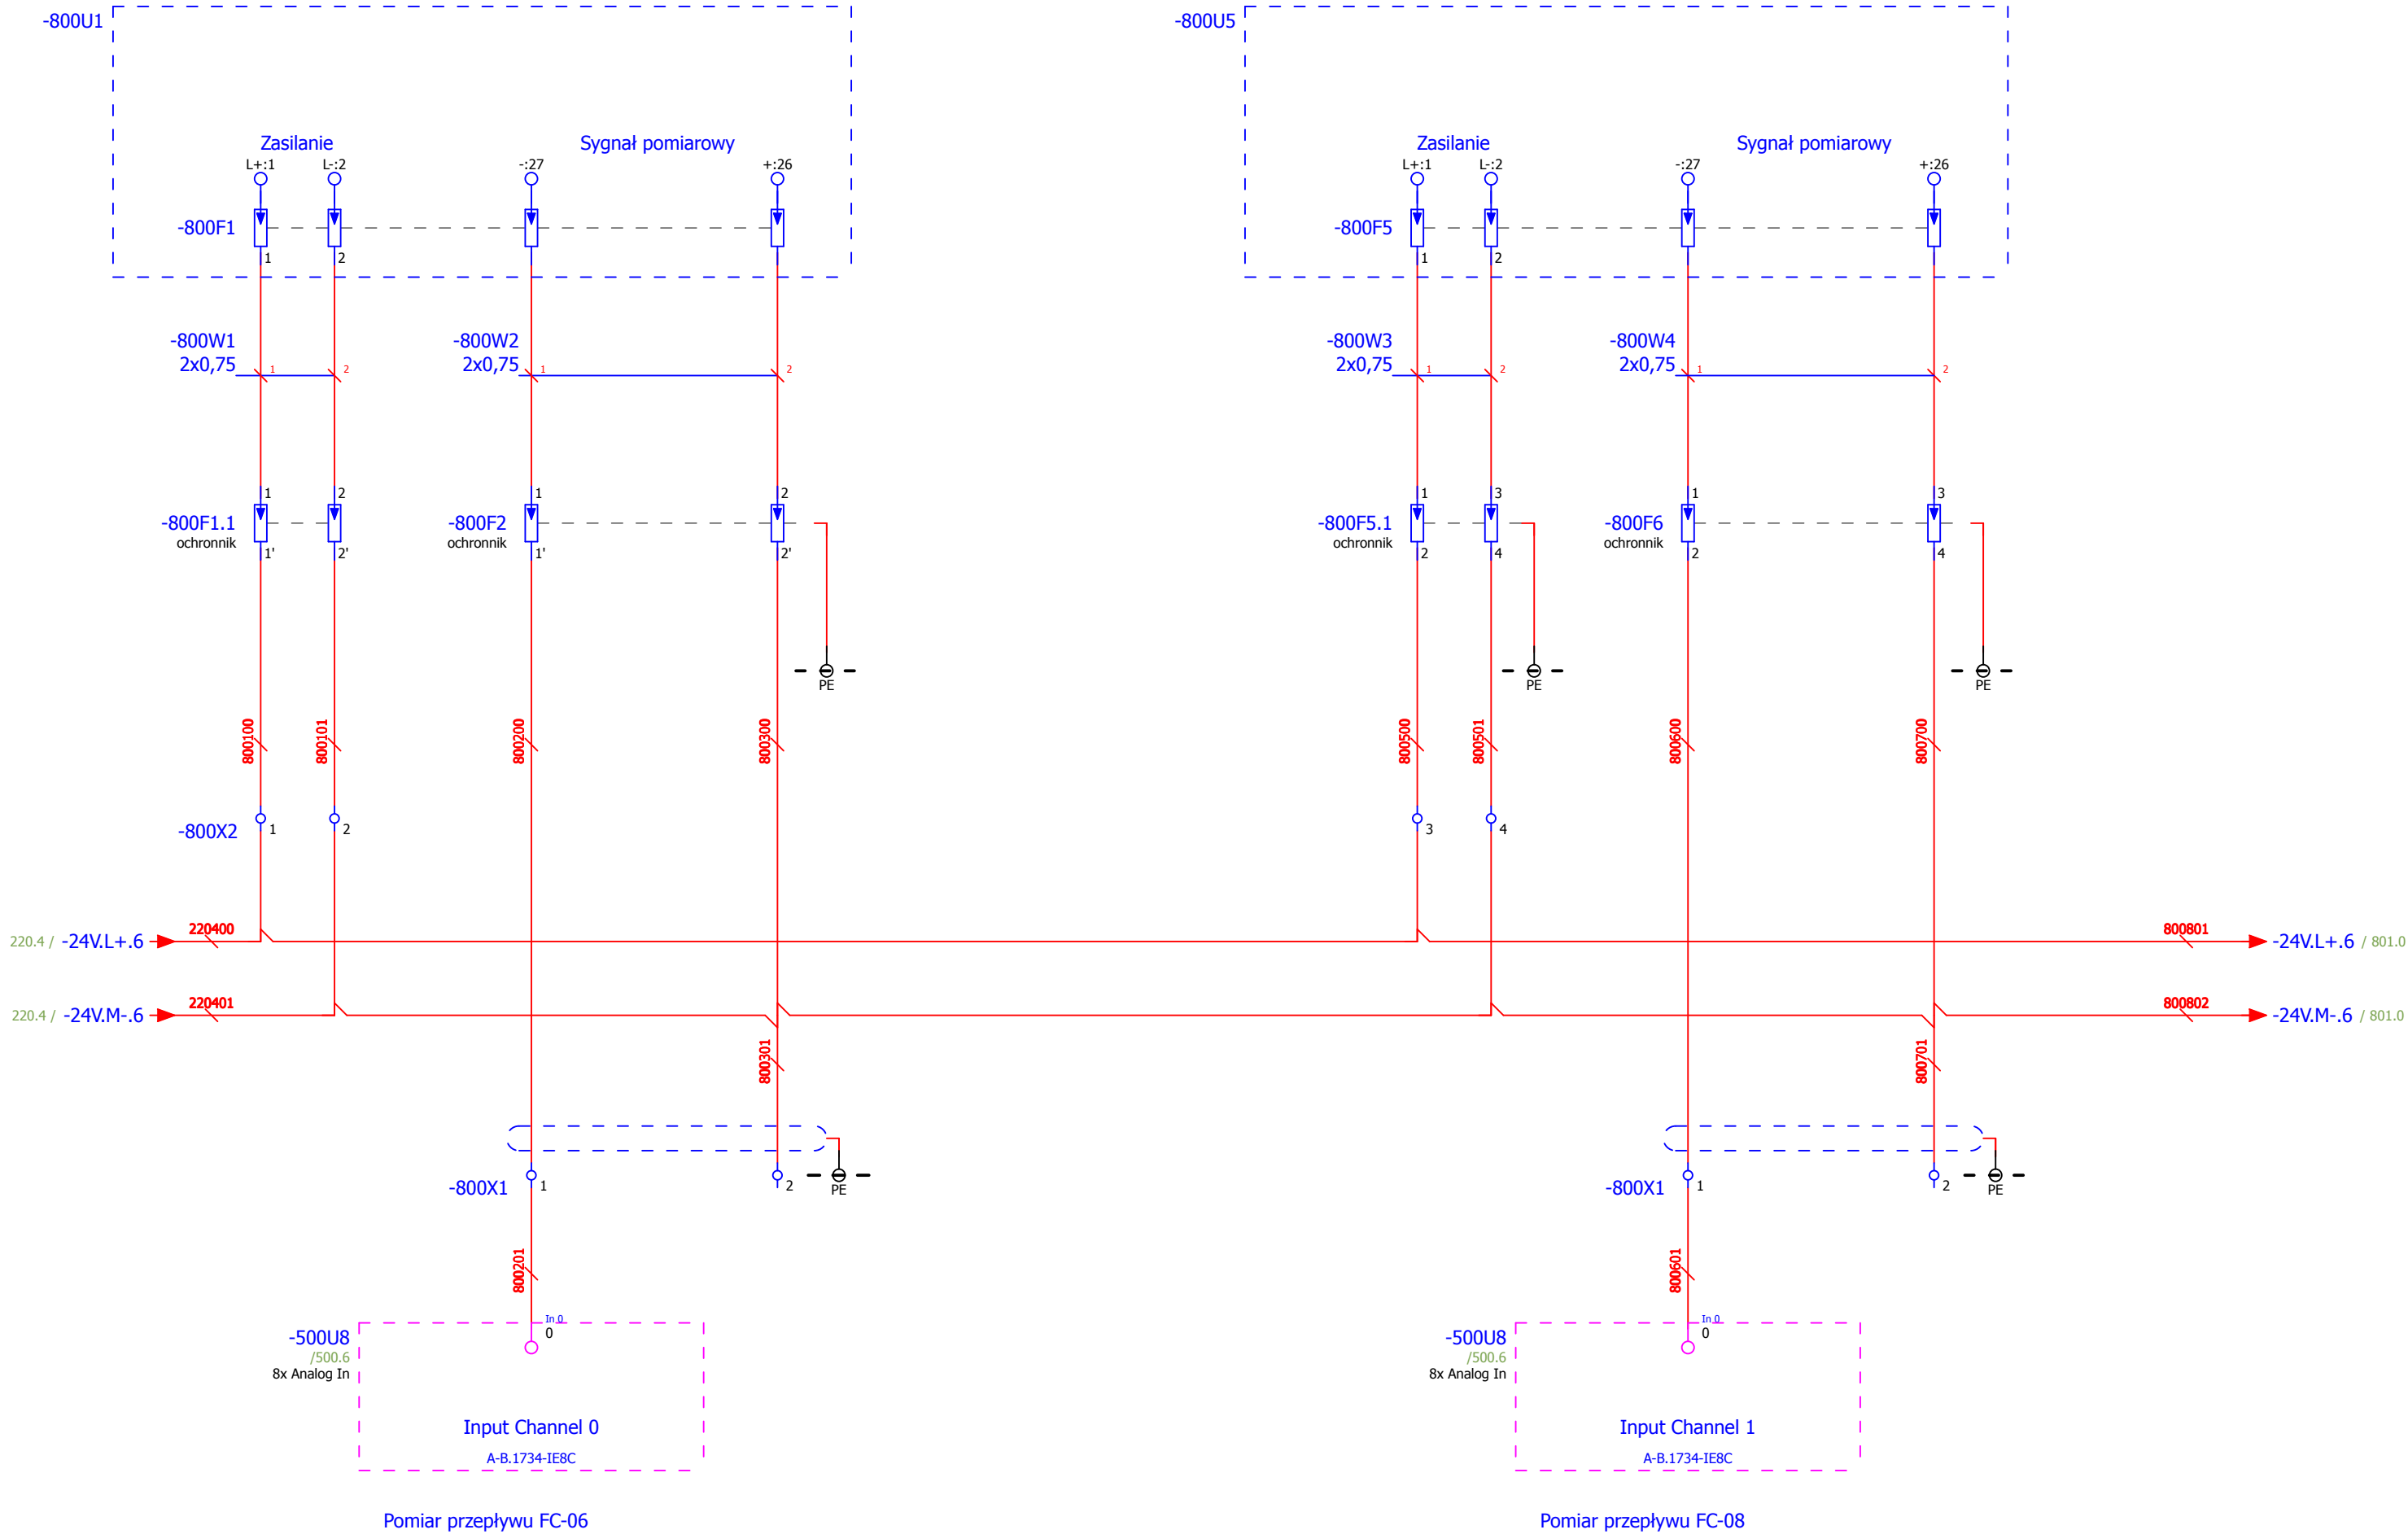 -800U1
-800U5
Zasilanie
Sygnał pomiarowy
Zasilanie
Sygnał pomiarowy
L+:1 L-:2 -:27 +:26
L+:1 L-:2 -:27 +:26
-800F1
-800F5
1 2
1 2
-800W1
2x0,75
1 2
-800W2
2x0,75
1 2
-800W3
2x0,75
1 2
-800W4
2x0,75
1 2
1 2
-800F1.1
ochronnik
1' 2'
1 2
-800F2
ochronnik
1' 2'
1 3
-800F5.1
ochronnik
2 4
1 3
-800F6
ochronnik
2 4
PE
PE
PE
800100
800101
800200
800300
800500
800501
800600
800700
-800X2
1 2
3 4
220.4 / -24V.L+.6
220400
800801
-24V.L+.6 / 801.0
220.4 / -24V.M-.6
220401
800802
-24V.M-.6 / 801.0
800301
800701
-800X1
1 2
PE
-800X1
1 2
PE
800201
800601
-500U8
/500.6
8x Analog In
In 0
0
Input Channel 0
A-B.1734-IE8C
-500U8
/500.6
8x Analog In
In 0
0
Input Channel 1
A-B.1734-IE8C
Pomiar przepływu FC-06
Pomiar przepływu FC-08